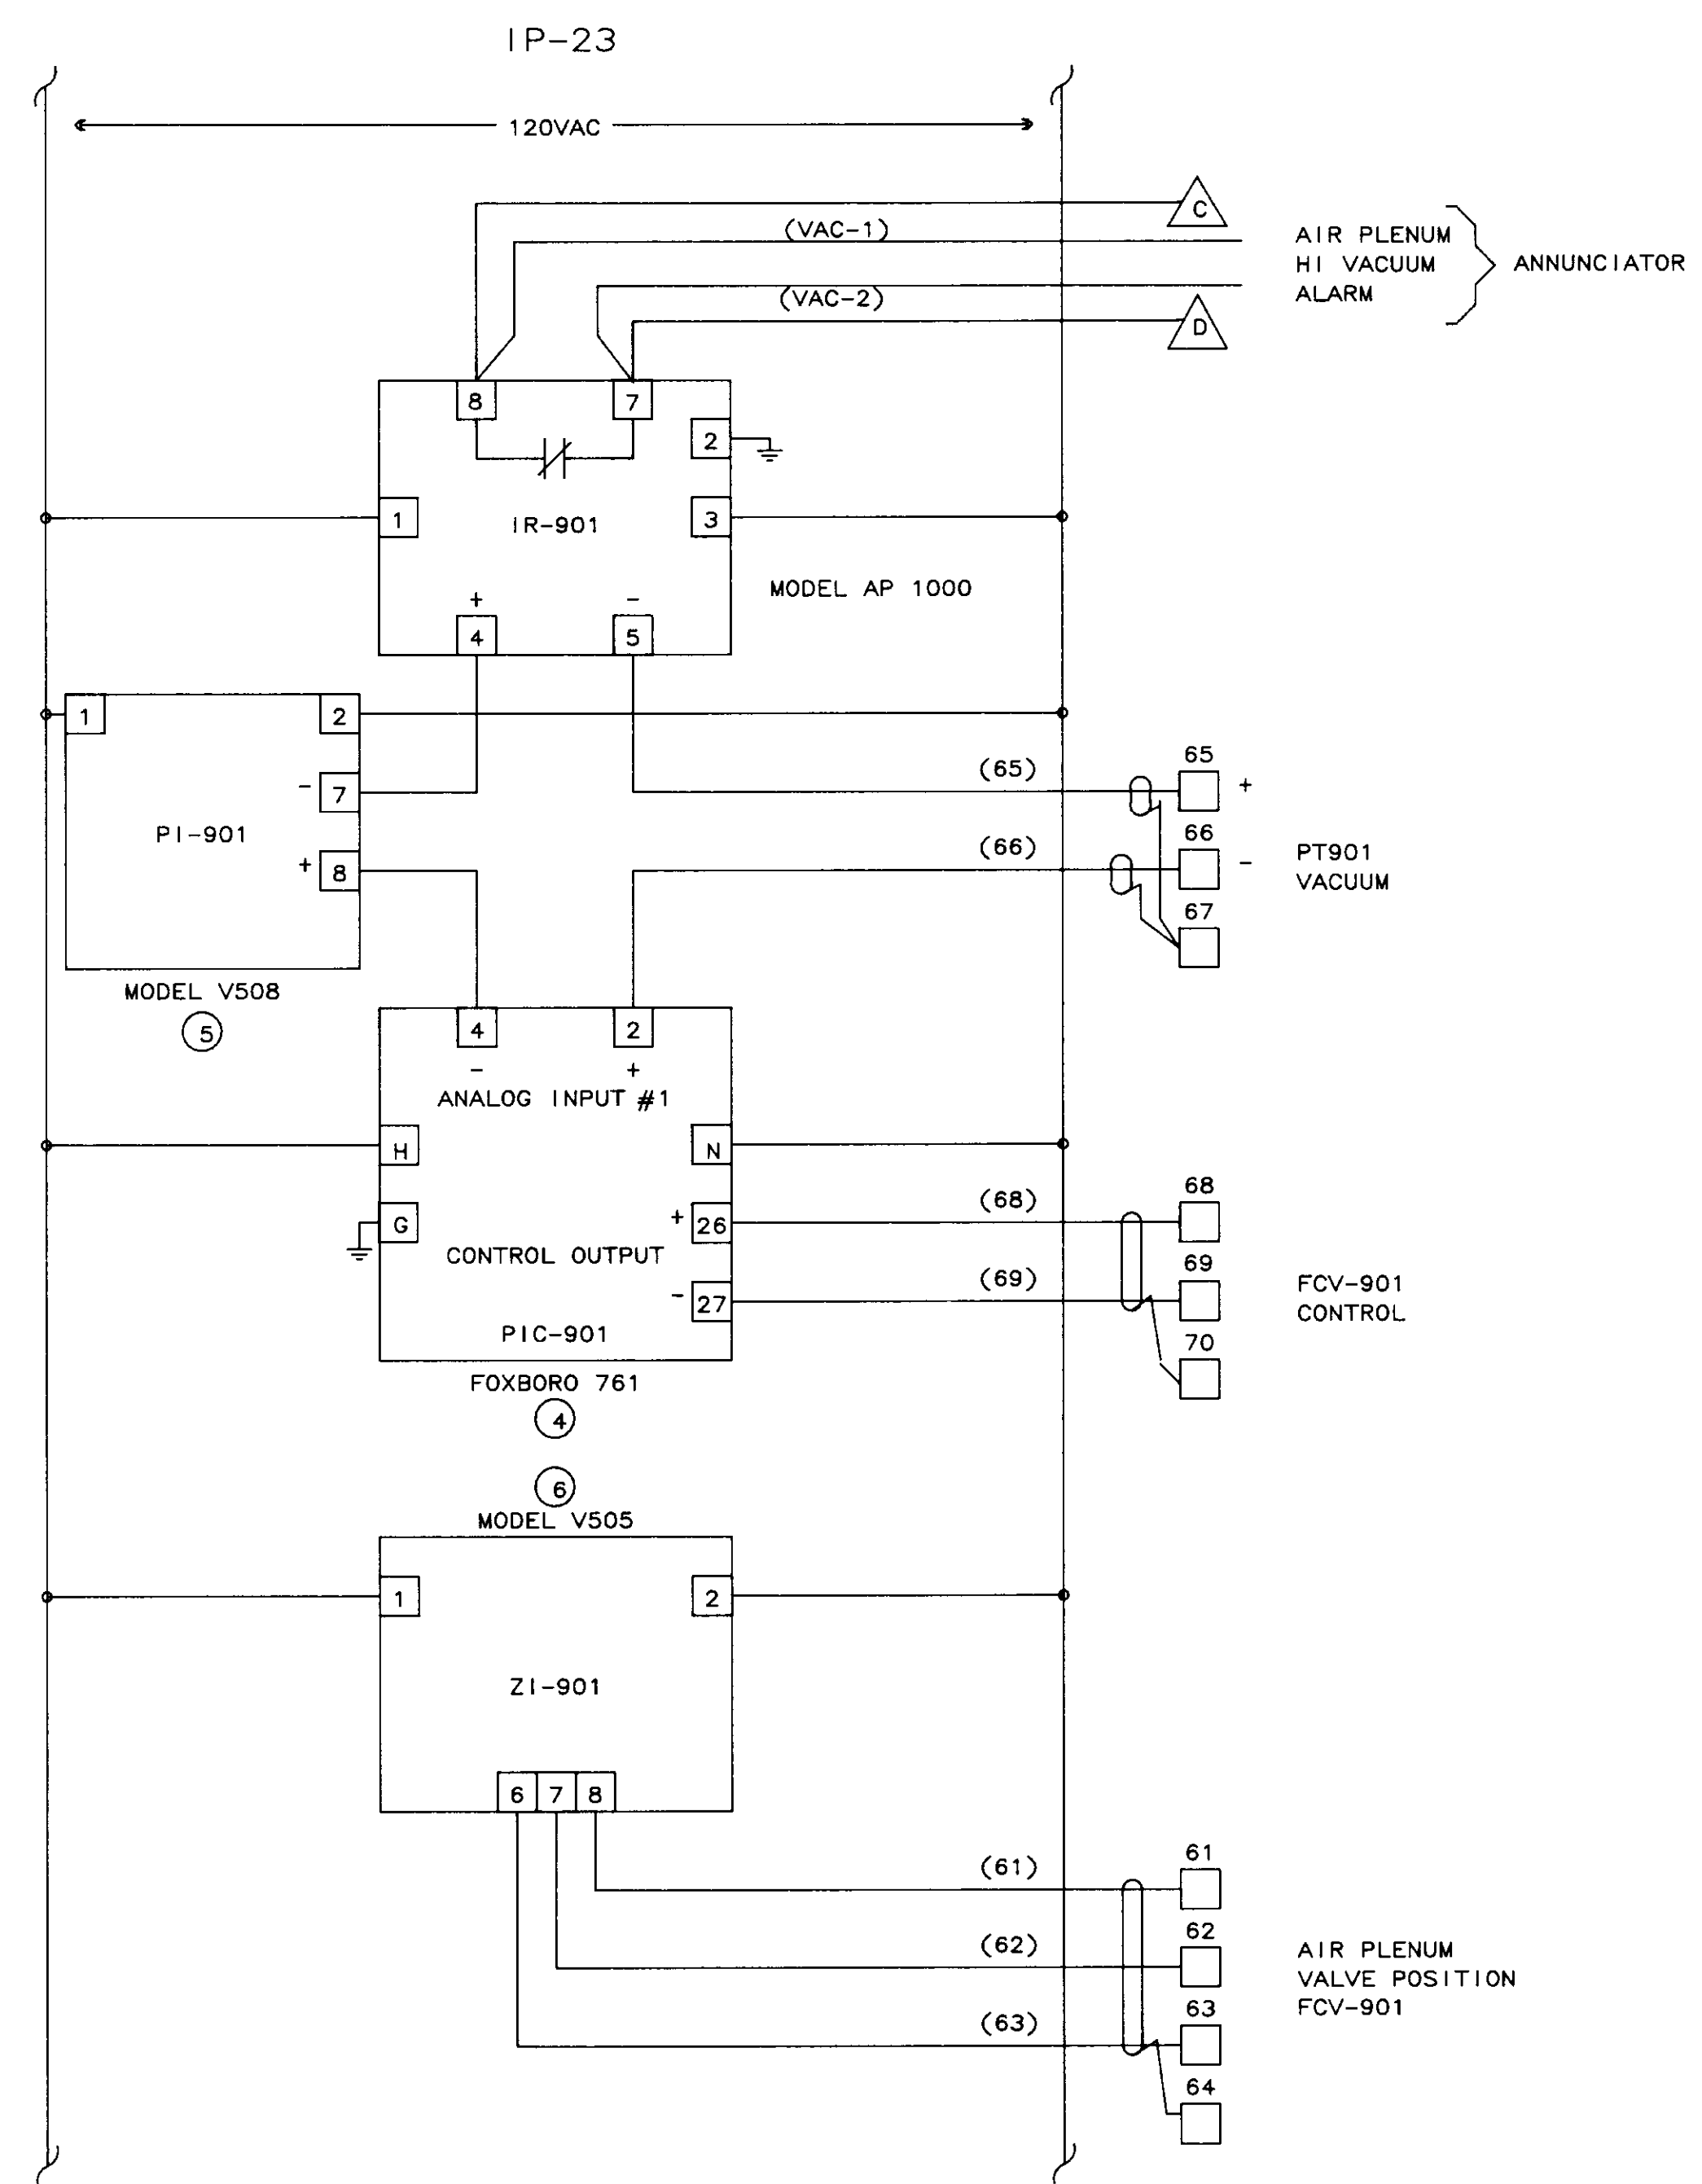 IP-23
120VAC
C
(VAC-1)
AIR PLENUM
HI VACUUM
ALARM
ANNUNCIATOR
(VAC-2)
D
8
7
2
1
IR-901
3
MODEL AP 1000
+
-
4
5
1
2
- 7
PI-901
+ 8
MODEL V508
5
(65)
65
+
(66)
66
-
67
PT901
VACUUM
4
2
-
+
ANALOG INPUT #1
H
N
G
+ 26
CONTROL OUTPUT
- 27
PIC-901
FOXBORO 761
4
(68)
68
(69)
69
70
FCV-901
CONTROL
6
MODEL V505
1
2
ZI-901
6 7 8
(61)
61
(62)
62
(63)
63
64
AIR PLENUM
VALVE POSITION
FCV-901